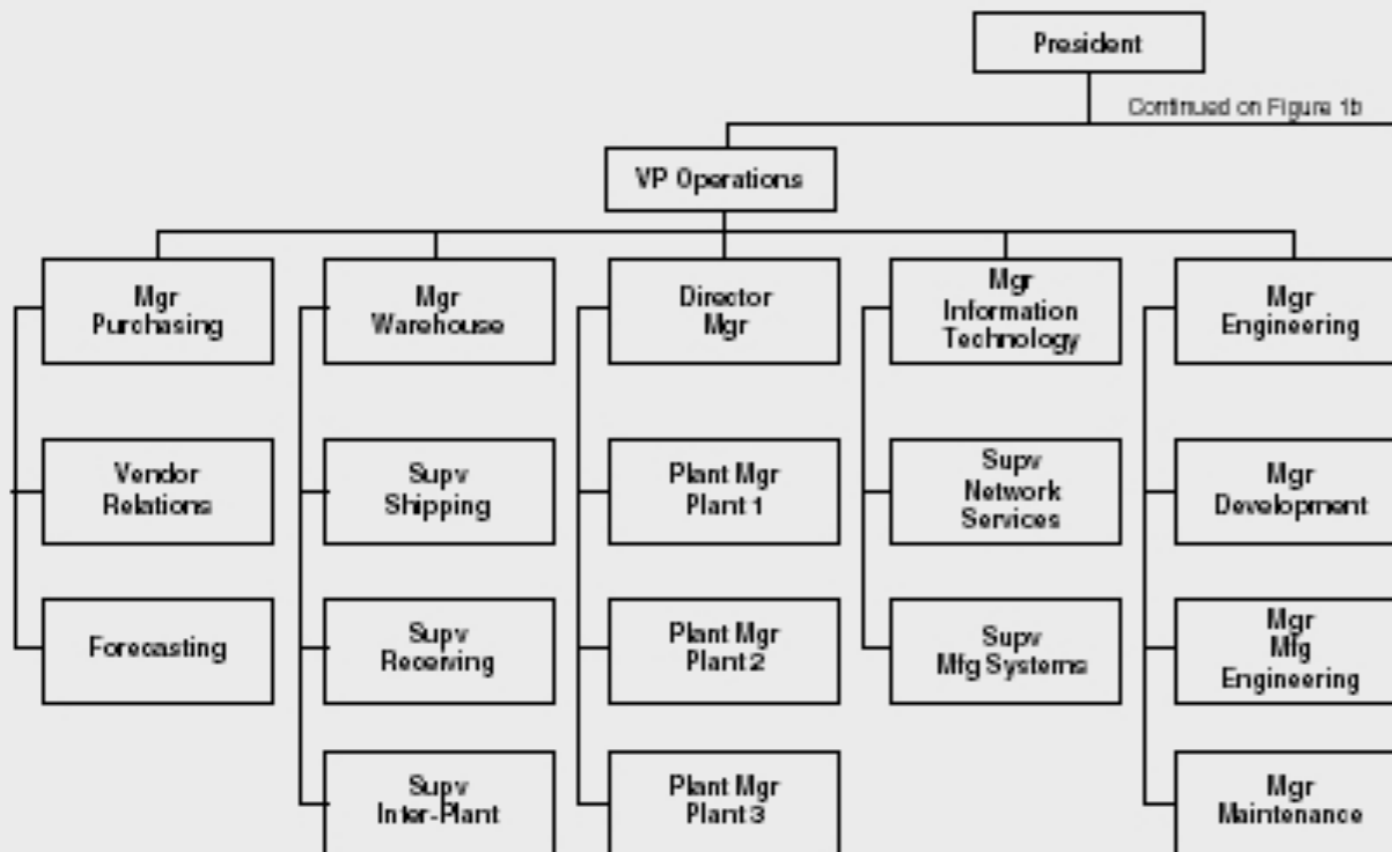 President
Continued on Figure 1b
VP Operations
Mgr
Purchasing
Mgr
Warehouse
Director
Mgr
Mgr
Information
Technology
Mgr
Engineering
Vendor
Relations
Supv
Shipping
Plant Mgr
Plant 1
Supv
Network
Services
Mgr
Development
Forecasting
Supv
Receiving
Plant Mgr
Plant 2
Supv
Mfg Systems
Mgr
Mfg
Engineering
Supv
Inter-Plant
Plant Mgr
Plant 3
Mgr
Maintenance